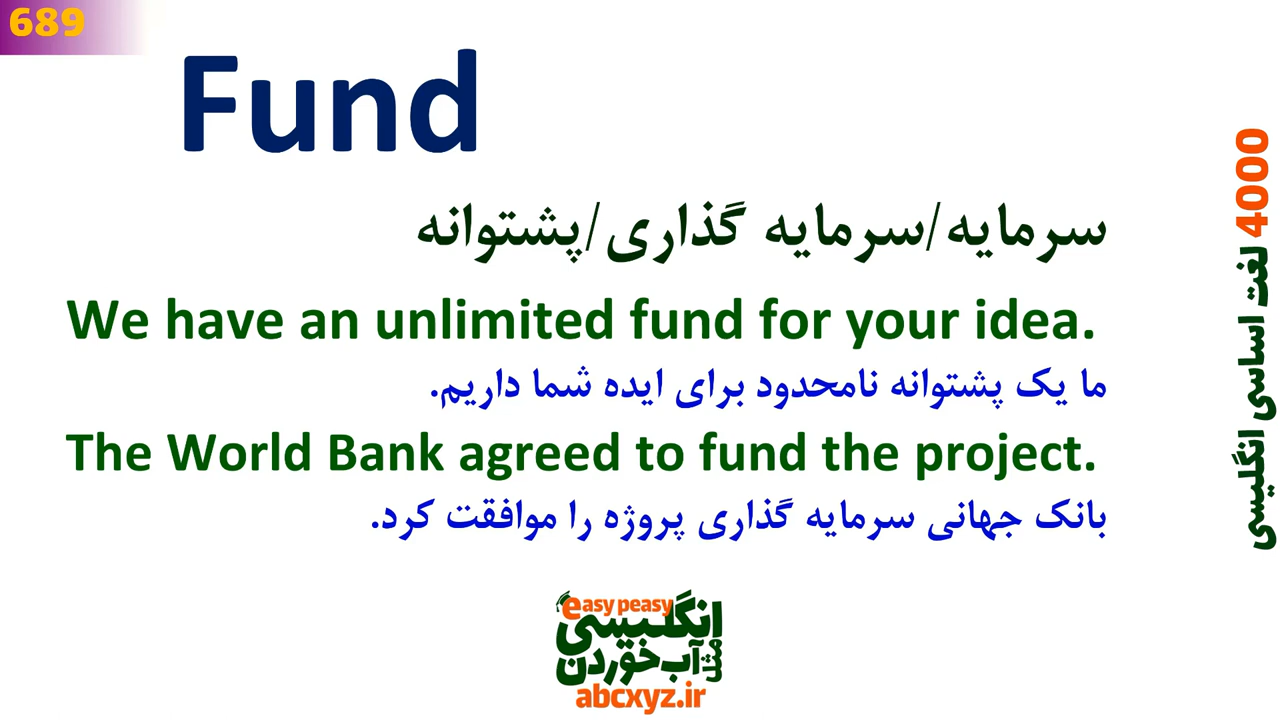 689
Fund
سرمایه/سرمایه گذاری/پشتوانه
We have an unlimited fund for your idea.
ما یک پشتوانه نامحدود برای ایده شما داریم.
The World Bank agreed to fund the project.
بانک جهانی سرمایه گذاری پروژه را موافقت کرد.
4000 لغت اساسی انگلیسی
easy peasy
انگلیسی
مثل آب خوردن
abcxyz.ir